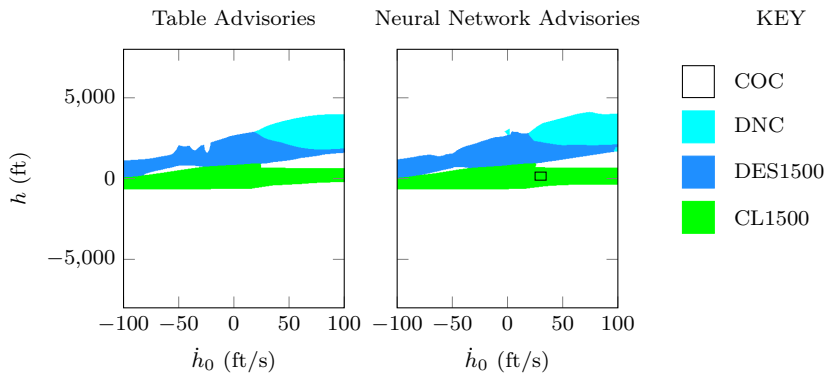 Table Advisories
Neural Network Advisories
KEY
5,000
0
−5,000
h (ft)
−100 −50 0 50 100
ḣ₀ (ft/s)
−100 −50 0 50 100
ḣ₀ (ft/s)
COC
DNC
DES1500
CL1500